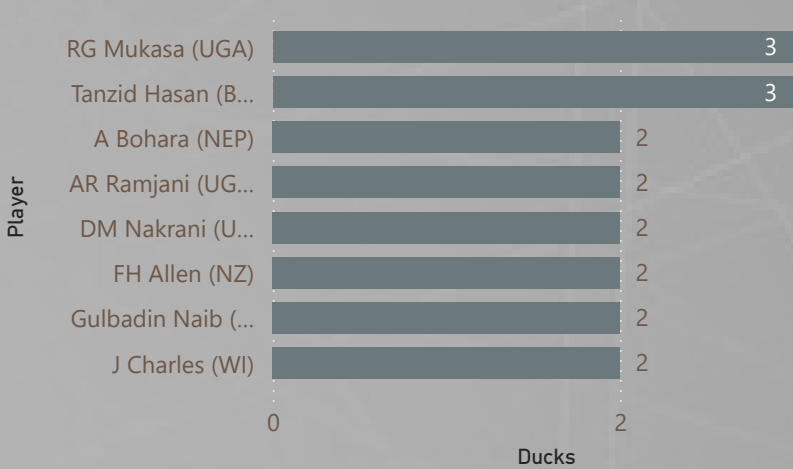 Player
RG Mukasa (UGA) 3
Tanzid Hasan (B... 3
A Bohara (NEP) 2
AR Ramjani (UG... 2
DM Nakrani (U... 2
FH Allen (NZ) 2
Gulbadin Naib (... 2
J Charles (WI) 2
0 2
Ducks